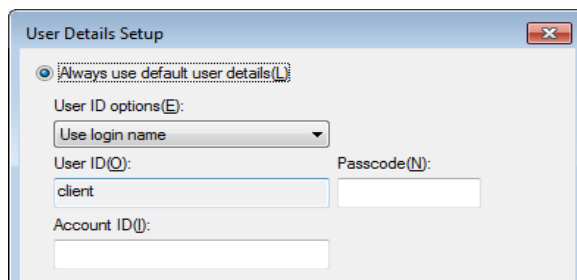 User Details Setup
Always use default user details(L)
User ID options(E):
Use login name
User ID(O): Passcode(N):
client
Account ID(I):